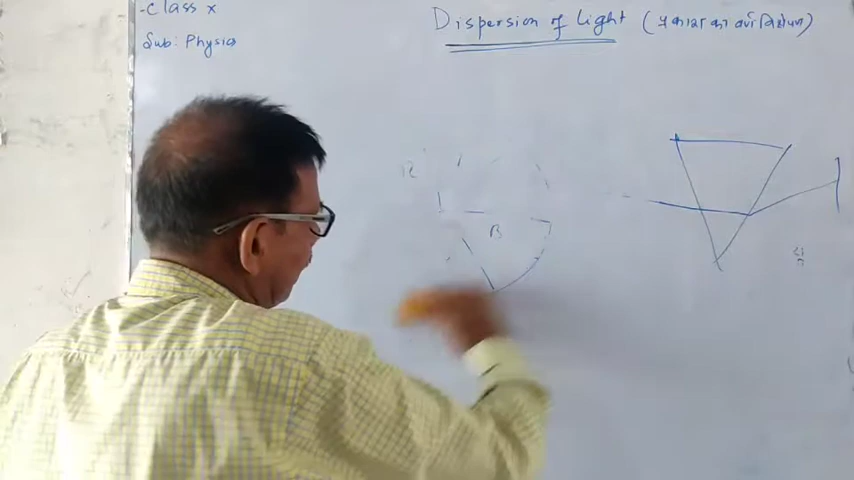 Class x
Sub: Physics
Dispersion of Light (प्रकाश का वर्ण विक्षेपण)
R
B